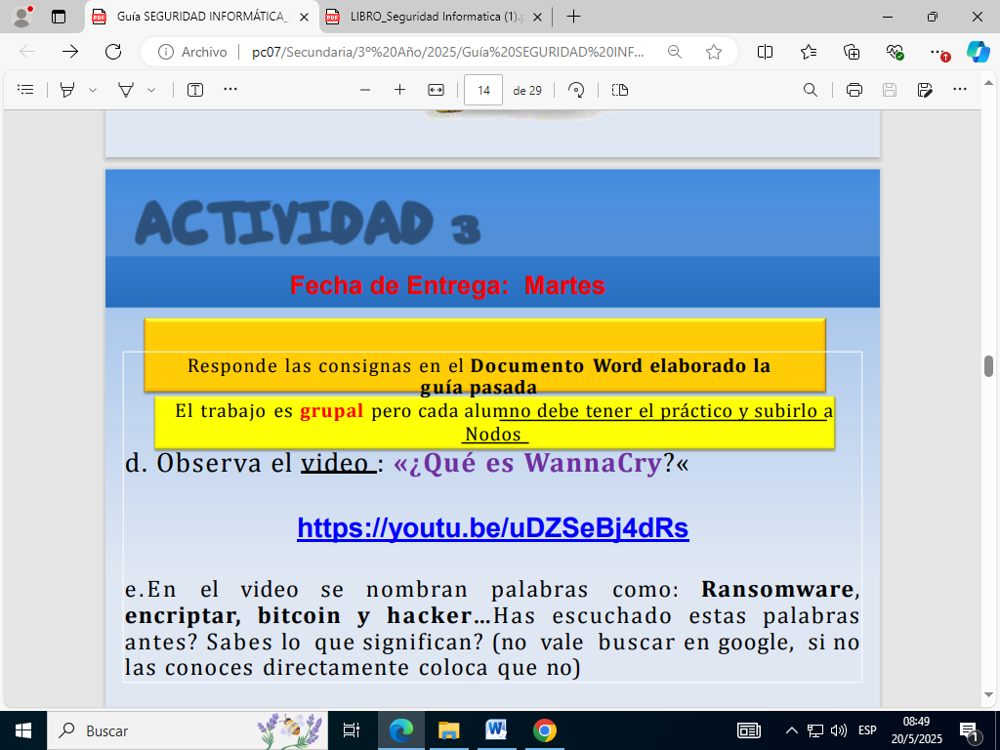 Guía SEGURIDAD INFORMÁTICA_
LIBRO_Seguridad Informatica (1).p
Archivo
pc07/Secundaria/3º%20Año/2025/Guía%20SEGURIDAD%20INF...
14
de 29
ACTIVIDAD 3
Fecha de Entrega: Martes
Responde las consignas en el Documento Word elaborado la
guía pasada
El trabajo es grupal pero cada alumno debe tener el práctico y subirlo a
Nodos
d. Observa el video : «¿Qué es WannaCry?«
https://youtu.be/uDZSeBj4dRs
e.En el video se nombran palabras como: Ransomware,
encriptar, bitcoin y hacker…Has escuchado estas palabras
antes? Sabes lo que significan? (no vale buscar en google, si no
las conoces directamente coloca que no)
Buscar
ESP
08:49
20/5/2025
1